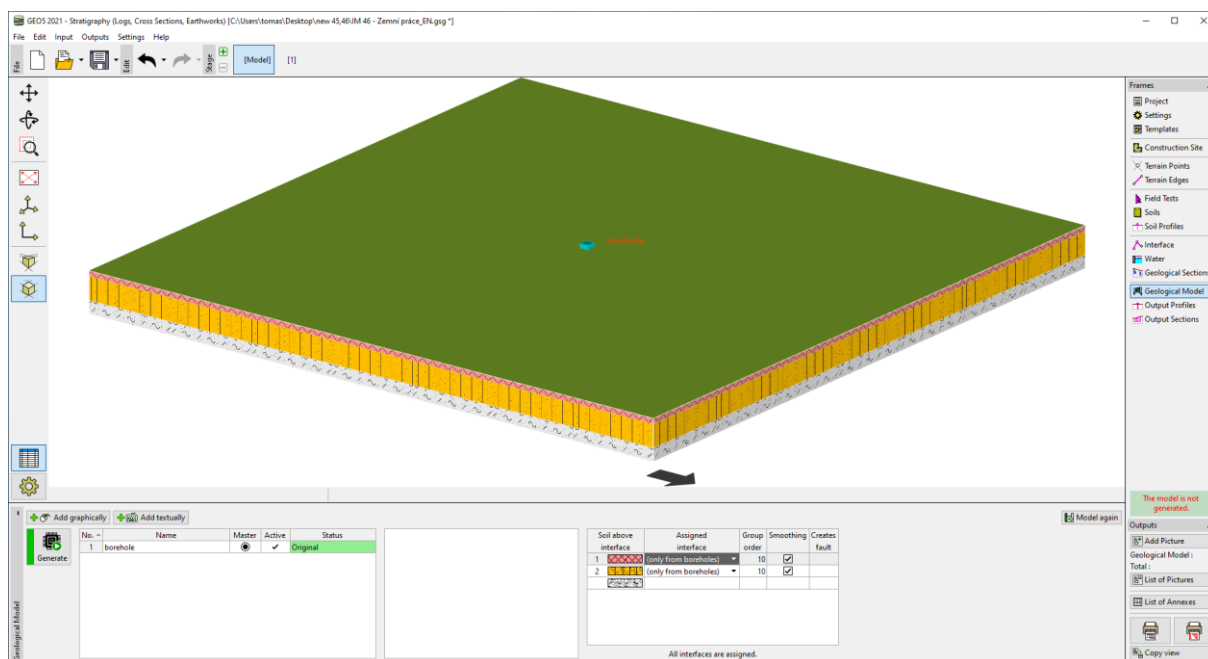 GEO5 2021 - Stratigraphy (Logs, Cross Sections, Earthworks) [C:\Users\tomas\Desktop\new 45,46\IM 46 - Zemní práce_EN.gsg *]
File Edit Input Outputs Settings Help
File
Edit
Stage
[Model] [1]
borehole
Frames
Project
Settings
Templates
Construction Site
Terrain Points
Terrain Edges
Field Tests
Soils
Soil Profiles
Interface
Water
Geological Sections
Geological Model
Output Profiles
Output Sections
The model is not
generated.
Outputs
Add Picture
Geological Model :
Total :
List of Pictures
List of Annexes
Copy view
Geological Model
Add graphically Add textually
Generate
No. Name Master Active Status
1 borehole Original
Model again
Soil above Assigned Group Smoothing Creates
interface interface order fault
1 (only from boreholes) 10
2 (only from boreholes) 10
All interfaces are assigned.